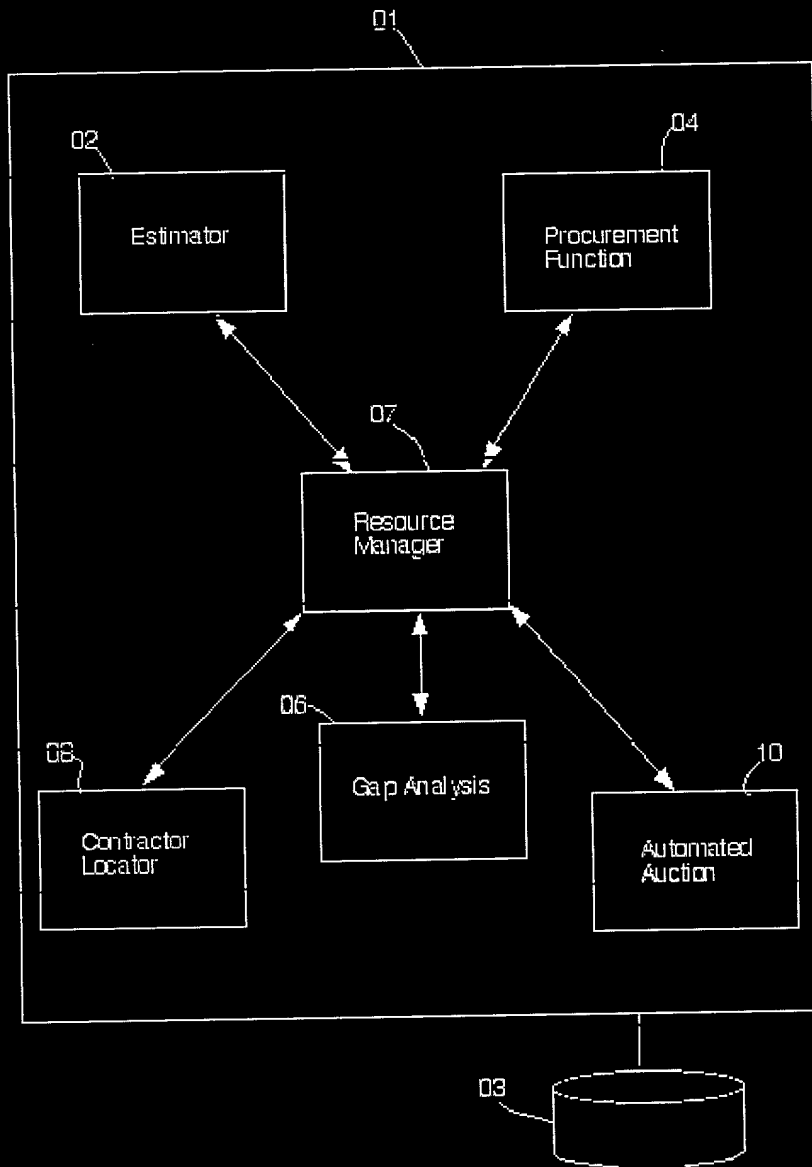 01
02
04
Estimator
Procurement
Function
07
Resource
Manager
06
08
10
Gap Analysis
Contractor
Locator
Automated
Auction
03